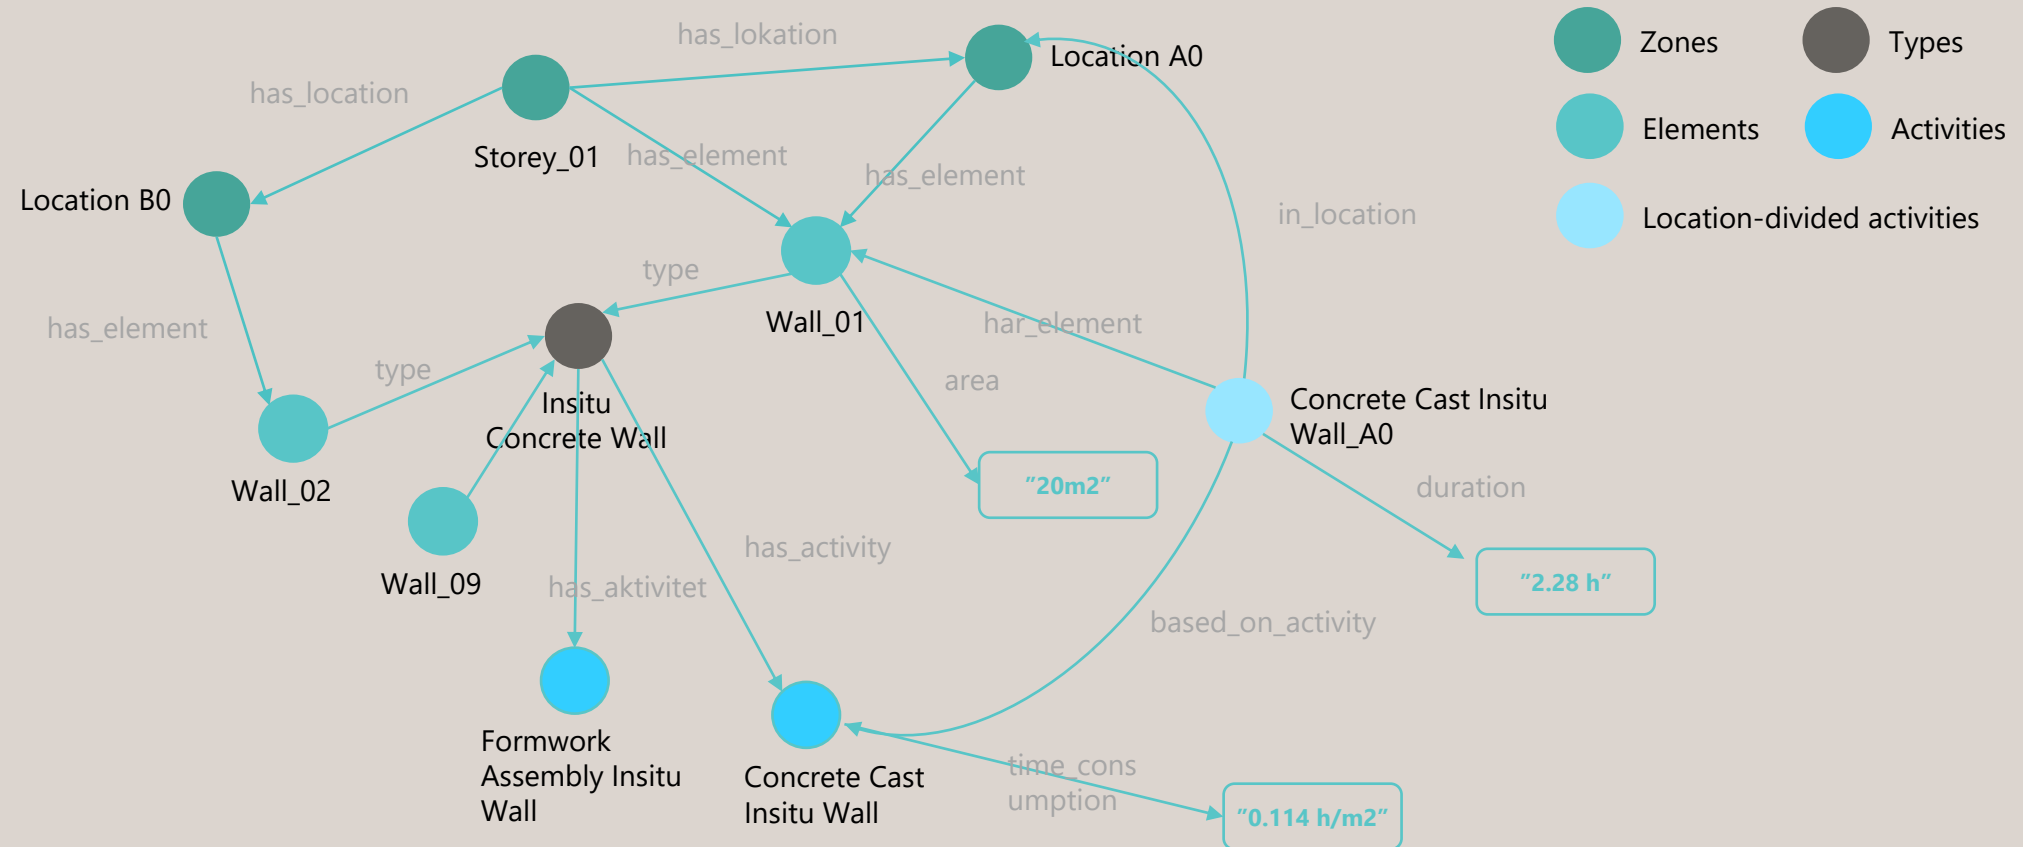 has_lokation
Location A0
Zones
Types
has_location
Storey_01
has_element
has_element
Elements
Activities
Location B0
in_location
Location-divided activities
type
Wall_01
har_element
has_element
type
area
Insitu
Concrete Wall
Concrete Cast Insitu
Wall_A0
Wall_02
”20m2”
duration
Wall_09
has_activity
has_aktivitet
”2.28 h”
based_on_activity
Formwork
Assembly Insitu
Wall
Concrete Cast
Insitu Wall
time_cons
umption
”0.114 h/m2”